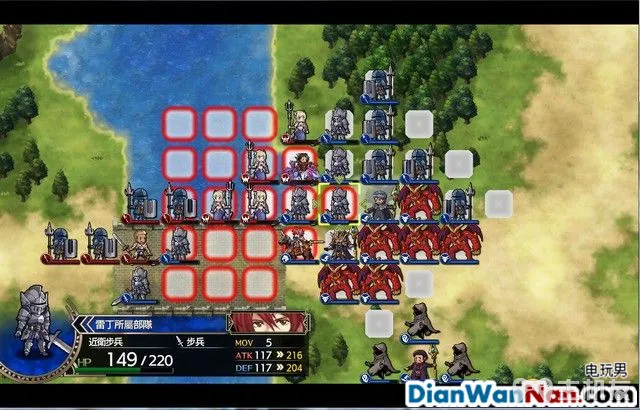 雷丁所屬部隊
近衛步兵 步兵
MOV 5
HP 149/220
ATK 117 >> 216
DEF 117 >> 204
电玩男
DianWanNan.com